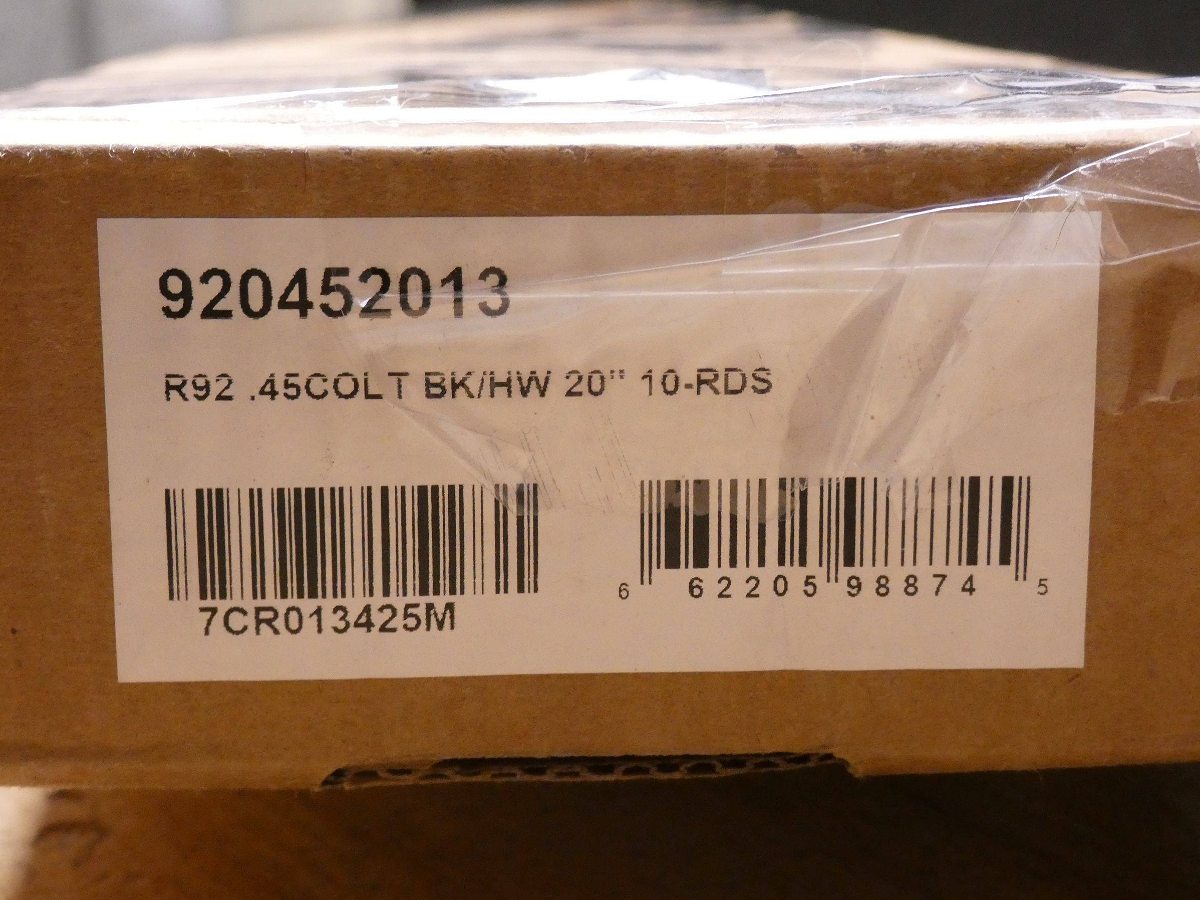 920452013
R92 .45COLT BK/HW 20" 10-RDS
7CR013425M
6 62205 98874 5